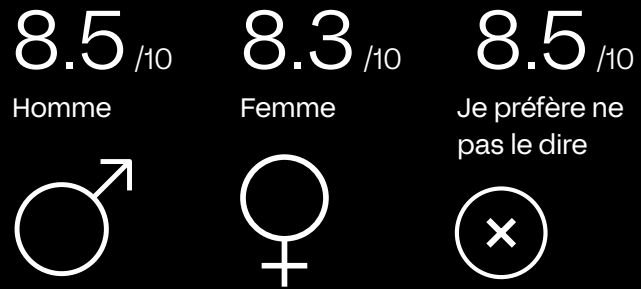 8.5 /10
Homme
8.3 /10
Femme
8.5 /10
Je préfère ne
pas le dire